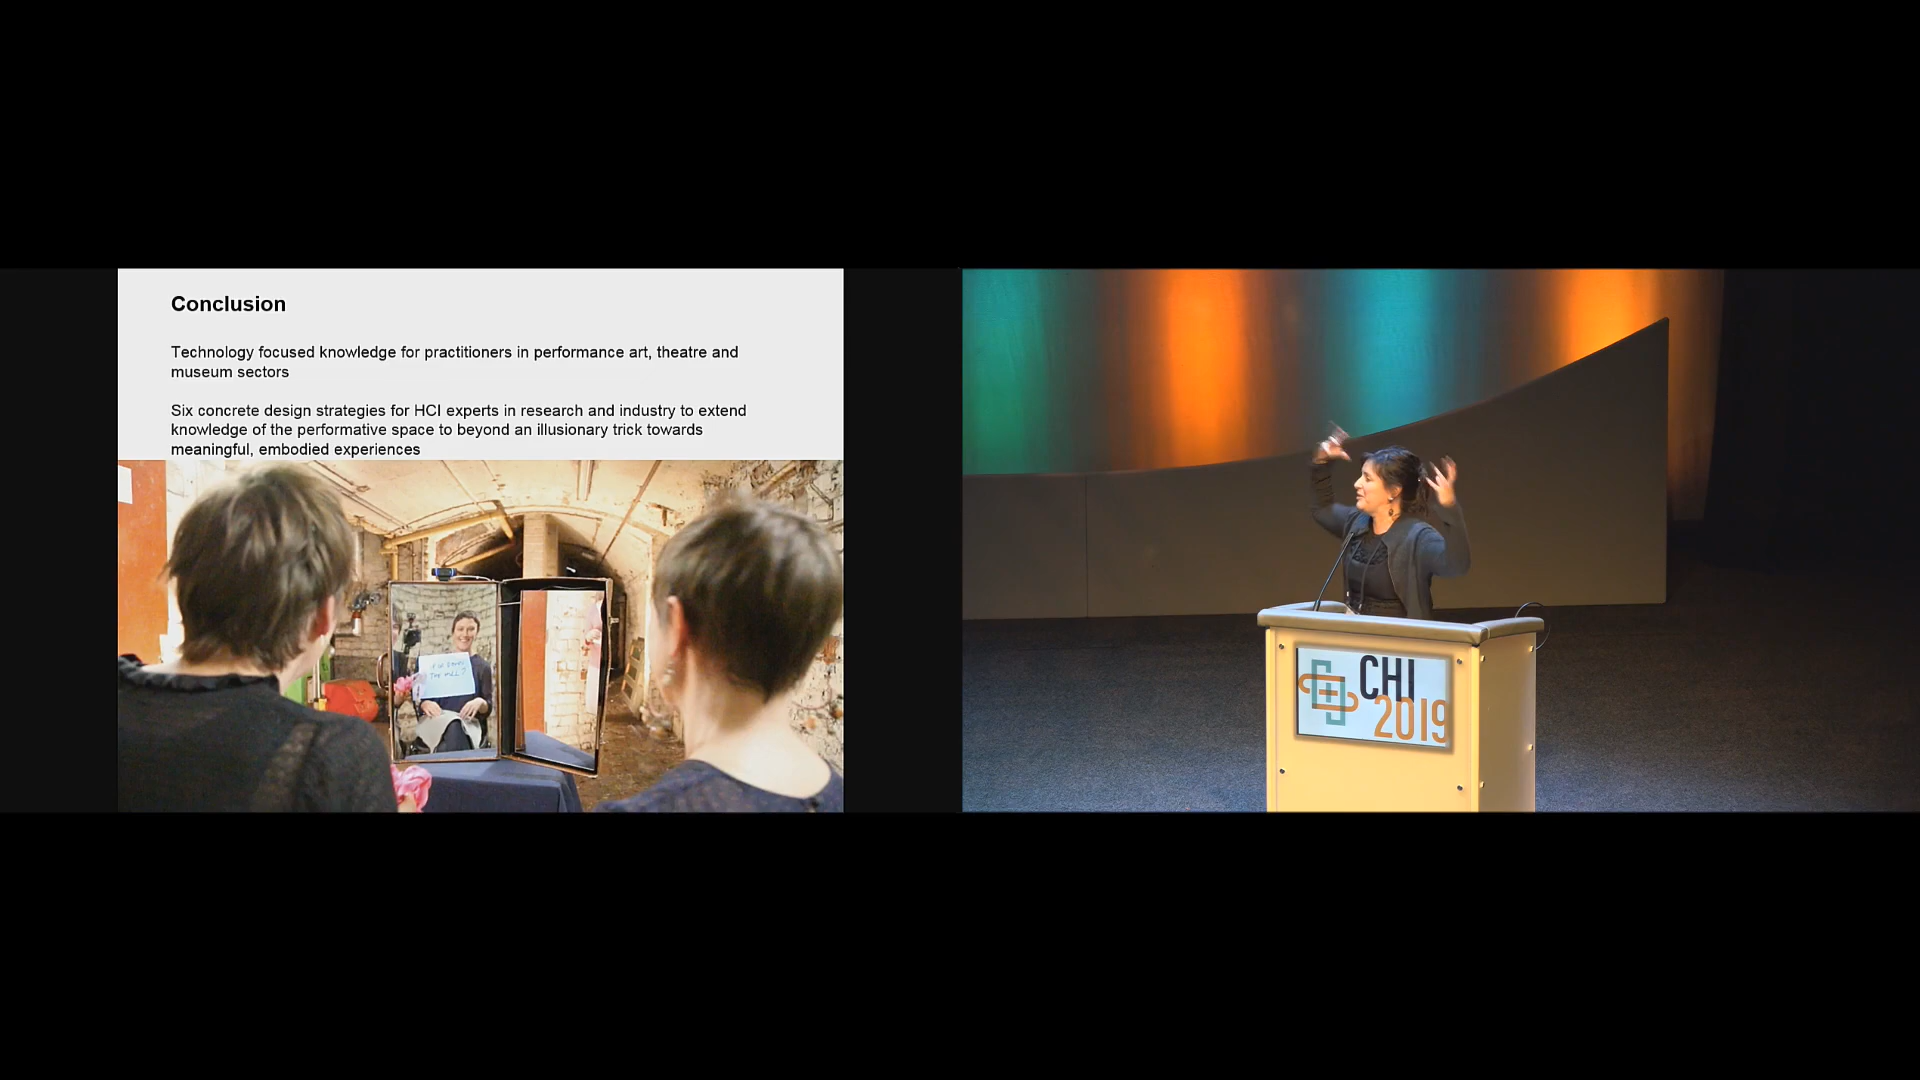 Conclusion
Technology focused knowledge for practitioners in performance art, theatre and
museum sectors
Six concrete design strategies for HCI experts in research and industry to extend
knowledge of the performative space to beyond an illusionary trick towards
meaningful, embodied experiences
CHI
2019